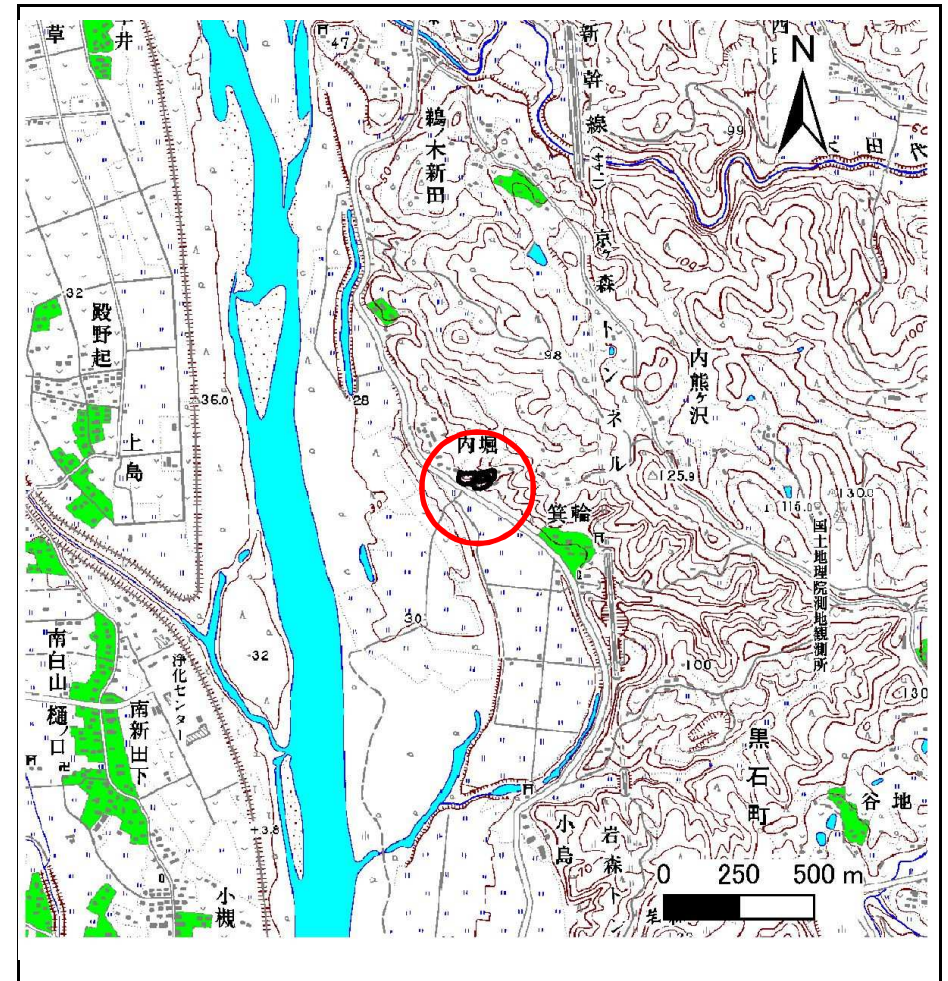 草
井
47
新幹線
N
99
田
鵜ノ木新田
京ヶ森トンネル
32
殿野起
98
内熊ヶ沢
36.0
28
上島
内堀
125.9
130.0
115.0
箕輪
30
国土地理院測地観測所
南白山
樋ノ口
浄化センター
南新田下
32
100
130
黒石町
谷地
小島
岩森ト
小槻
0 250 500 m